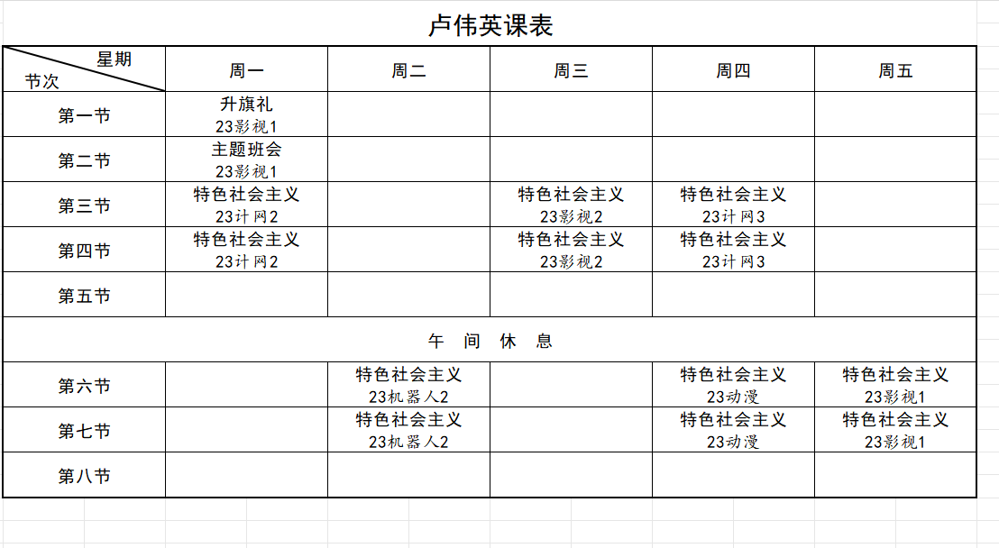 卢伟英课表
星期
节次
周一
周二
周三
周四
周五
第一节
升旗礼
23影视1
第二节
主题班会
23影视1
第三节
特色社会主义
23计网2
特色社会主义
23影视2
特色社会主义
23计网3
第四节
特色社会主义
23计网2
特色社会主义
23影视2
特色社会主义
23计网3
第五节
午 间 休 息
第六节
特色社会主义
23机器人2
特色社会主义
23动漫
特色社会主义
23影视1
第七节
特色社会主义
23机器人2
特色社会主义
23动漫
特色社会主义
23影视1
第八节